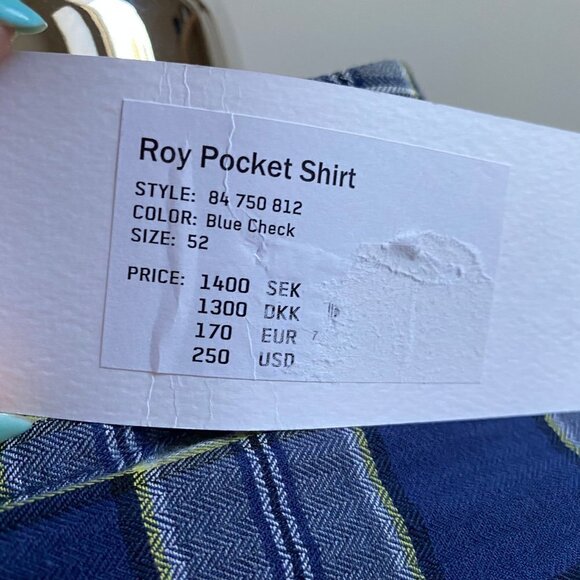 Roy Pocket Shirt
STYLE: 84 750 812
COLOR: Blue Check
SIZE: 52
PRICE: 1400 SEK
1300 DKK
170 EUR
250 USD